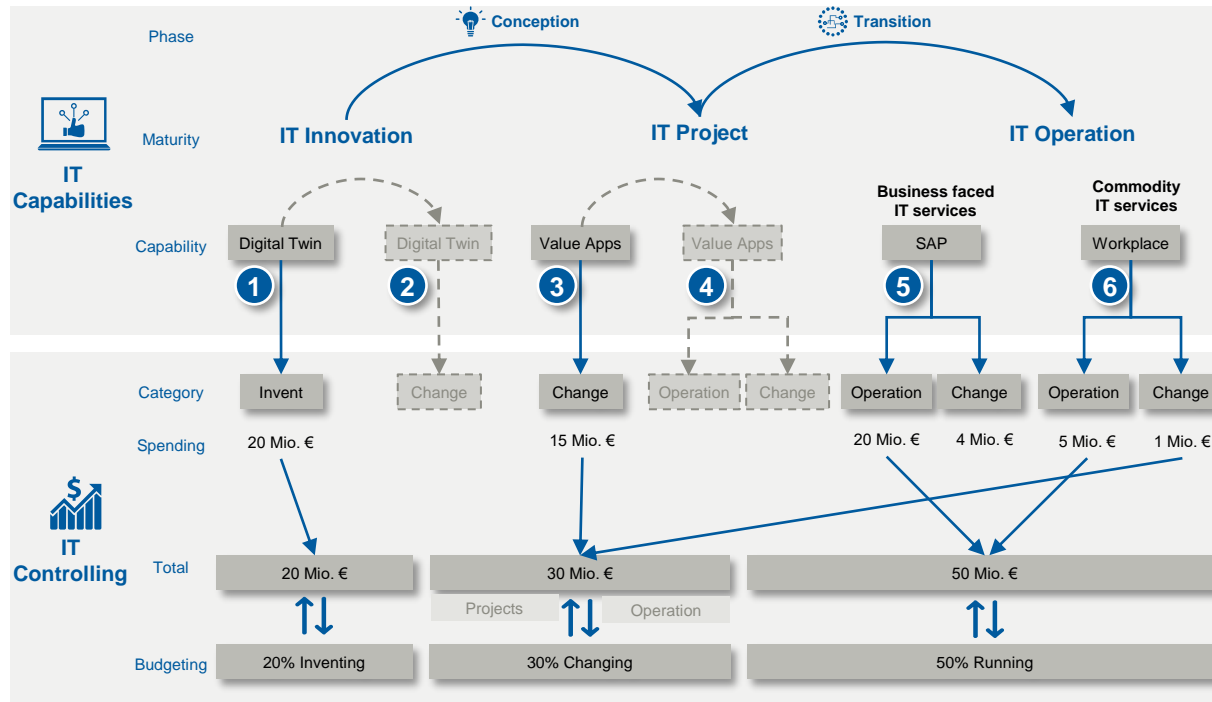 Phase
Conception
Transition
Maturity
IT Innovation
IT Project
IT Operation
IT
Capabilities
Business faced
IT services
Commodity
IT services
Capability
Digital Twin
Digital Twin
Value Apps
Value Apps
SAP
Workplace
1
2
3
4
5
6
Category
Invent
Change
Change
Operation
Change
Operation
Change
Operation
Change
Spending
20 Mio. €
15 Mio. €
20 Mio. €
4 Mio. €
5 Mio. €
1 Mio. €
$
IT
Controlling
Total
20 Mio. €
30 Mio. €
50 Mio. €
Projects
Operation
Budgeting
20% Inventing
30% Changing
50% Running